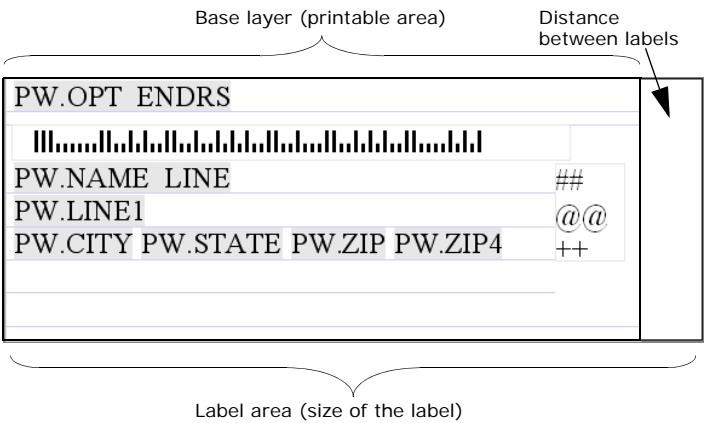 Base layer (printable area)
Distance
between labels
PW.OPT ENDRS
PW.NAME LINE
##
PW.LINE1
@@
PW.CITY PW.STATE PW.ZIP PW.ZIP4
++
Label area (size of the label)